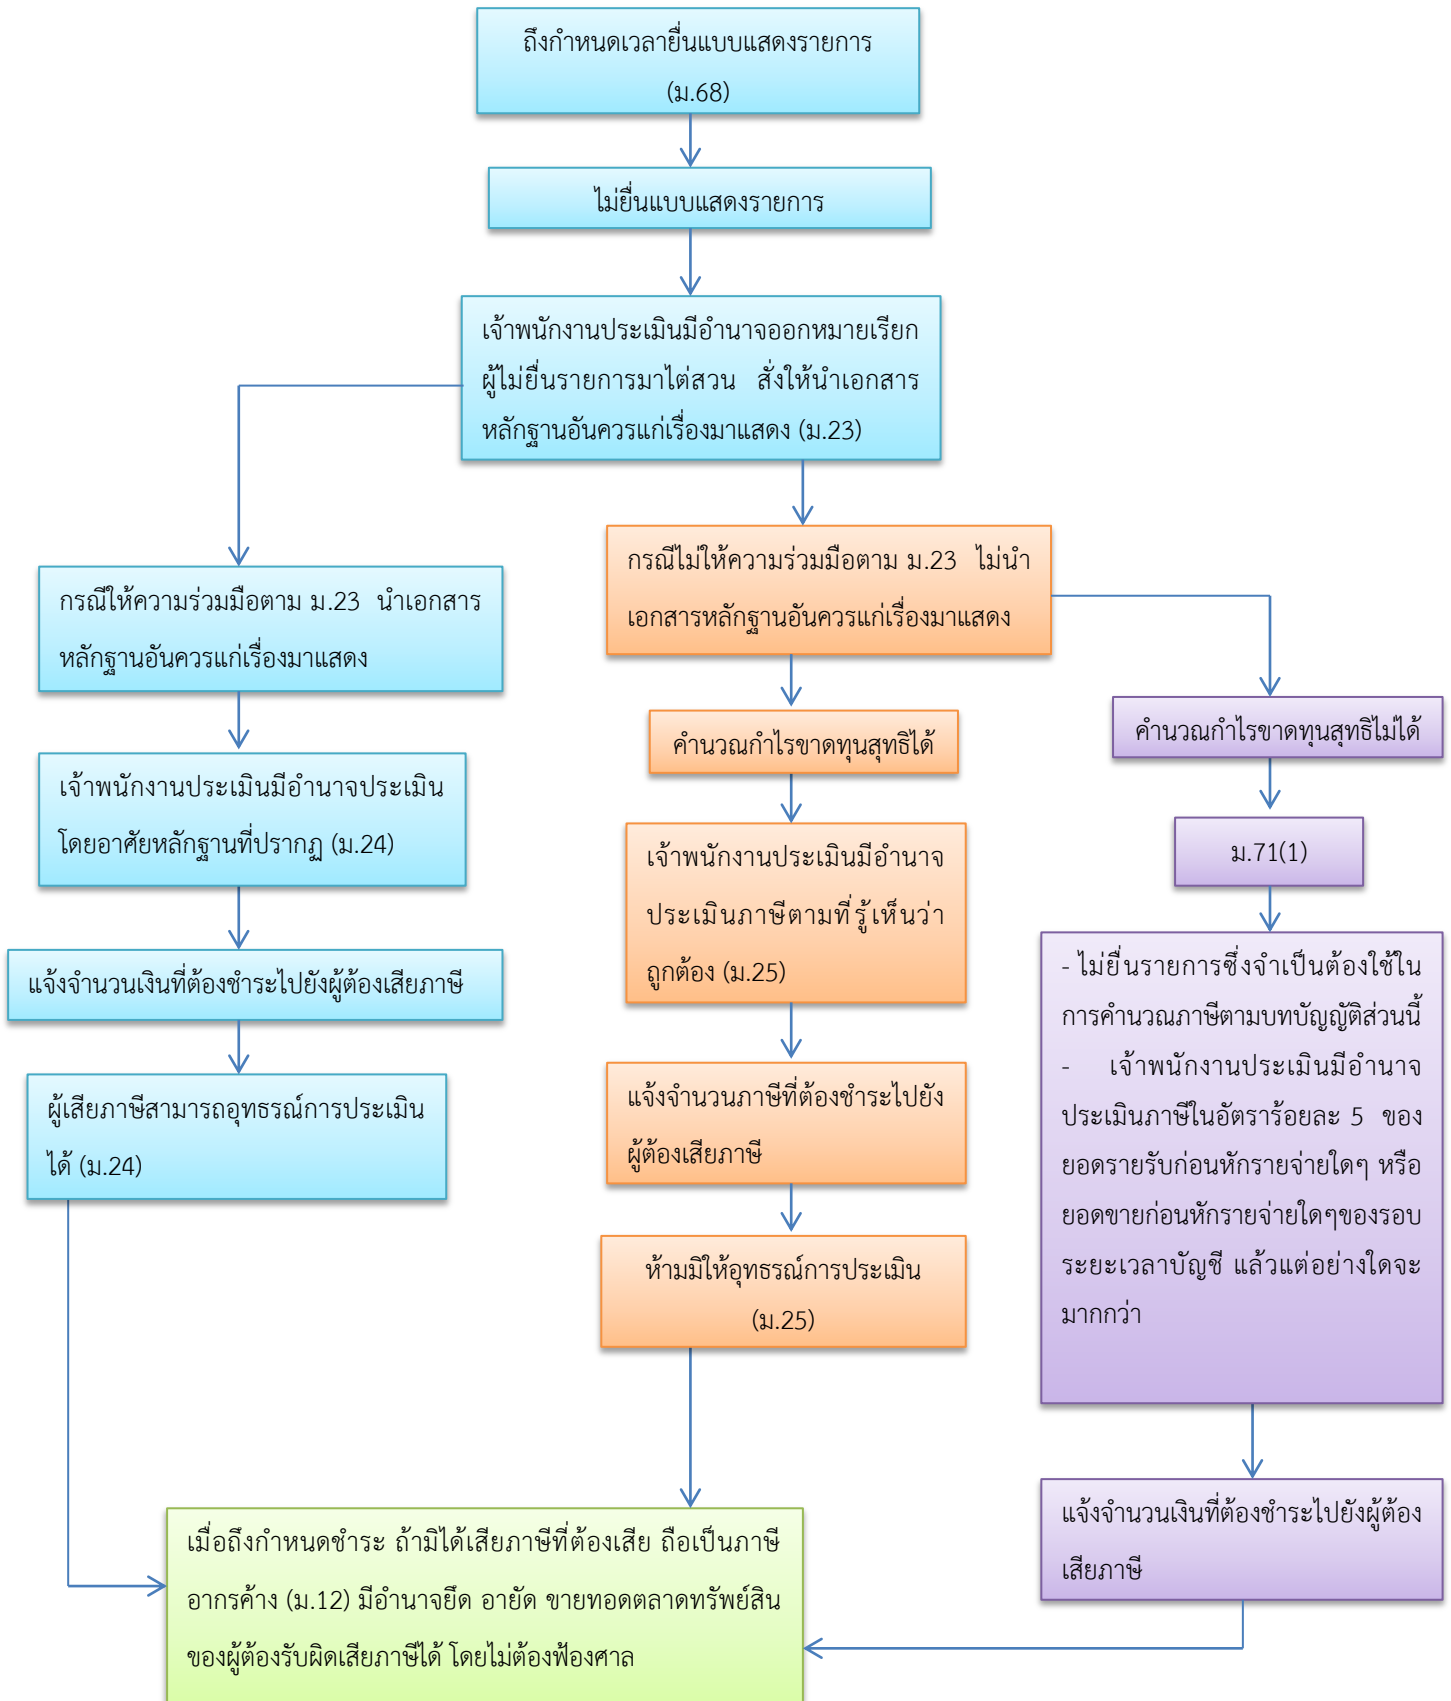 ถึงกำหนดเวลายื่นแบบแสดงรายการ
(ม.68)
ไม่ยื่นแบบแสดงรายการ
เจ้าพนักงานประเมินมีอำนาจออกหมายเรียก
ผู้ไม่ยื่นรายการมาไต่สวน สั่งให้นำเอกสาร
หลักฐานอันควรแก่เรื่องมาแสดง (ม.23)
กรณีให้ความร่วมมือตาม ม.23 นำเอกสาร
หลักฐานอันควรแก่เรื่องมาแสดง
เจ้าพนักงานประเมินมีอำนาจประเมิน
โดยอาศัยหลักฐานที่ปรากฏ (ม.24)
แจ้งจำนวนเงินที่ต้องชำระไปยังผู้ต้องเสียภาษี
ผู้เสียภาษีสามารถอุทธรณ์การประเมิน
ได้ (ม.24)
กรณีไม่ให้ความร่วมมือตาม ม.23 ไม่นำ
เอกสารหลักฐานอันควรแก่เรื่องมาแสดง
คำนวณกำไรขาดทุนสุทธิได้
เจ้าพนักงานประเมินมีอำนาจ
ประเมินภาษีตามที่รู้เห็นว่า
ถูกต้อง (ม.25)
แจ้งจำนวนภาษีที่ต้องชำระไปยัง
ผู้ต้องเสียภาษี
ห้ามมิให้อุทธรณ์การประเมิน
(ม.25)
คำนวณกำไรขาดทุนสุทธิไม่ได้
ม.71(1)
- ไม่ยื่นรายการซึ่งจำเป็นต้องใช้ใน
การคำนวณภาษีตามบทบัญญัติส่วนนี้
- เจ้าพนักงานประเมินมีอำนาจ
ประเมินภาษีในอัตราร้อยละ 5 ของ
ยอดรายรับก่อนหักรายจ่ายใดๆ หรือ
ยอดขายก่อนหักรายจ่ายใดๆของรอบ
ระยะเวลาบัญชี แล้วแต่อย่างใดจะ
มากกว่า
แจ้งจำนวนเงินที่ต้องชำระไปยังผู้ต้อง
เสียภาษี
เมื่อถึงกำหนดชำระ ถ้ามิได้เสียภาษีที่ต้องเสีย ถือเป็นภาษี
อากรค้าง (ม.12) มีอำนาจยึด อายัด ขายทอดตลาดทรัพย์สิน
ของผู้ต้องรับผิดเสียภาษีได้ โดยไม่ต้องฟ้องศาล